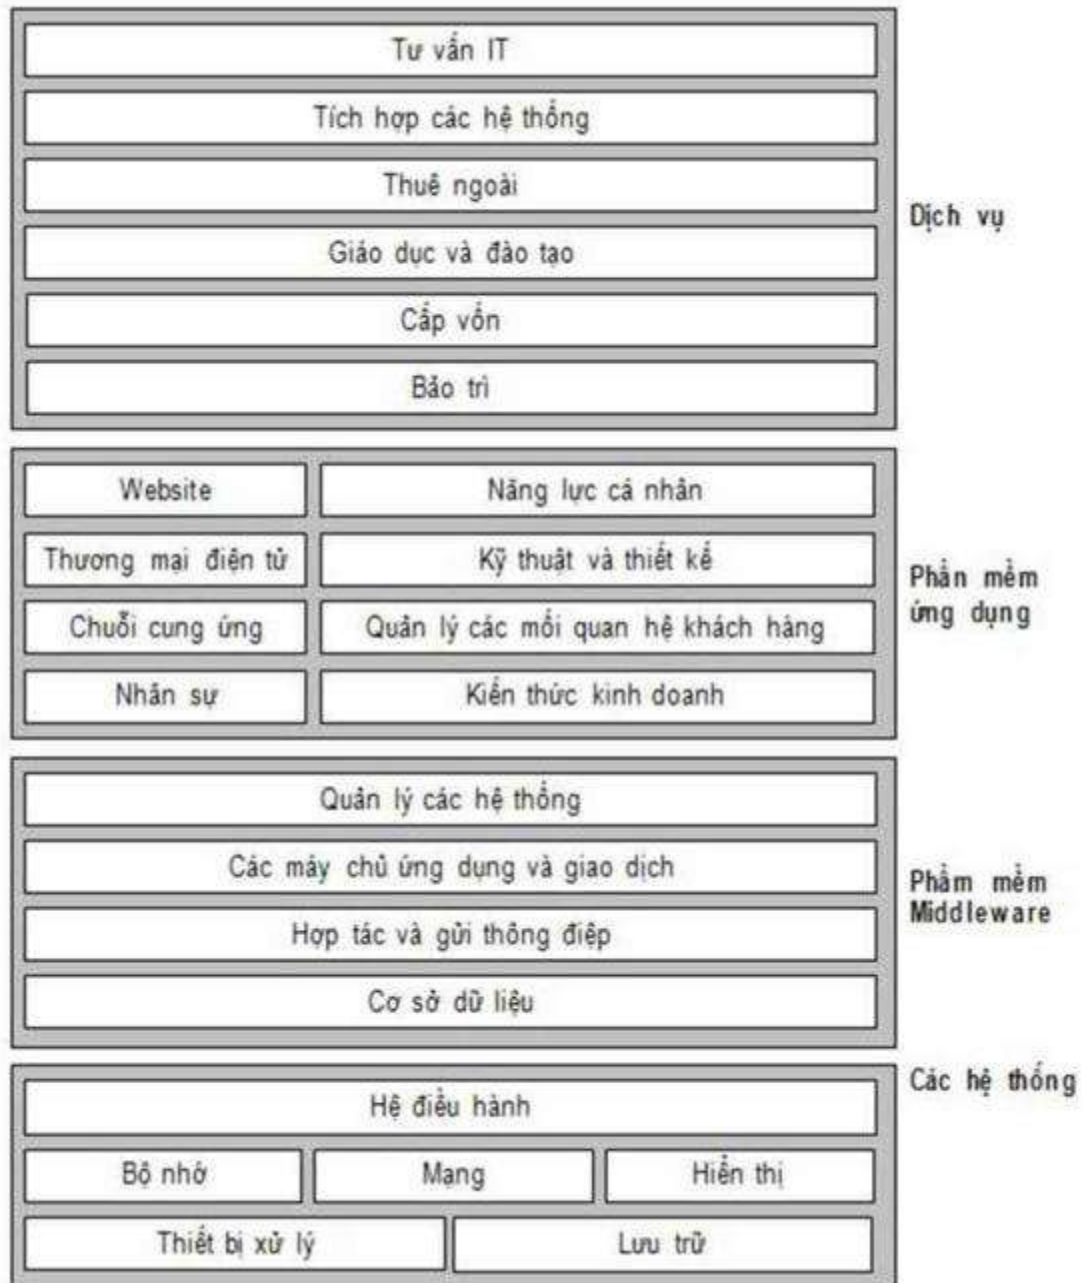 Tư vấn IT
Tích hợp các hệ thống
Thuê ngoài
Giáo dục và đào tạo
Cấp vốn
Bảo trì
Dịch vụ
Website
Năng lực cá nhân
Thương mại điện tử
Kỹ thuật và thiết kế
Chuỗi cung ứng
Quản lý các mối quan hệ khách hàng
Nhân sự
Kiến thức kinh doanh
Phần mềm
ứng dụng
Quản lý các hệ thống
Các máy chủ ứng dụng và giao dịch
Hợp tác và gửi thông điệp
Cơ sở dữ liệu
Phầm mềm
Middleware
Các hệ thống
Hệ điều hành
Bộ nhớ
Mạng
Hiển thị
Thiết bị xử lý
Lưu trữ